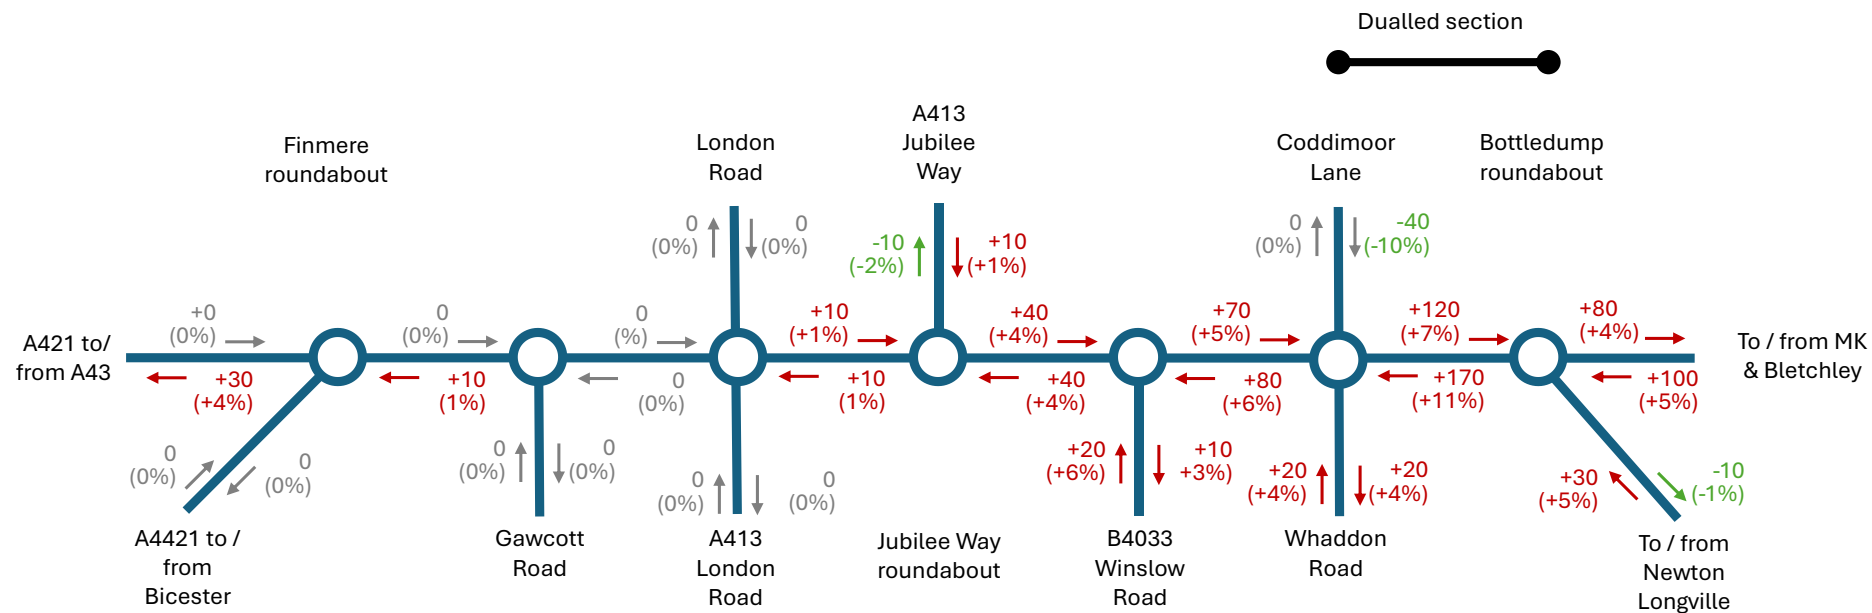 Dualled section
Finmere
roundabout
London
Road
A413
Jubilee
Way
Coddimoor
Lane
Bottledump
roundabout
0
(0%)
0
(0%)
-10
(-2%)
+10
(+1%)
0
(0%)
-40
(-10%)
A421 to/
from A43
+0
(0%)
0
(0%)
0
(%)
+10
(+1%)
+40
(+4%)
+70
(+5%)
+120
(+7%)
+80
(+4%)
To / from MK
& Bletchley
+30
(+4%)
+10
(1%)
0
(0%)
+10
(1%)
+40
(+4%)
+80
(+6%)
+170
(+11%)
+100
(+5%)
0
(0%)
0
(0%)
0
(0%)
0
(0%)
0
(0%)
0
(0%)
+20
(+6%)
+10
+3%)
+20
(+4%)
+20
(+4%)
+30
(+5%)
-10
(-1%)
A4421 to /
from
Bicester
Gawcott
Road
A413
London
Road
Jubilee Way
roundabout
B4033
Winslow
Road
Whaddon
Road
To / from
Newton
Longville